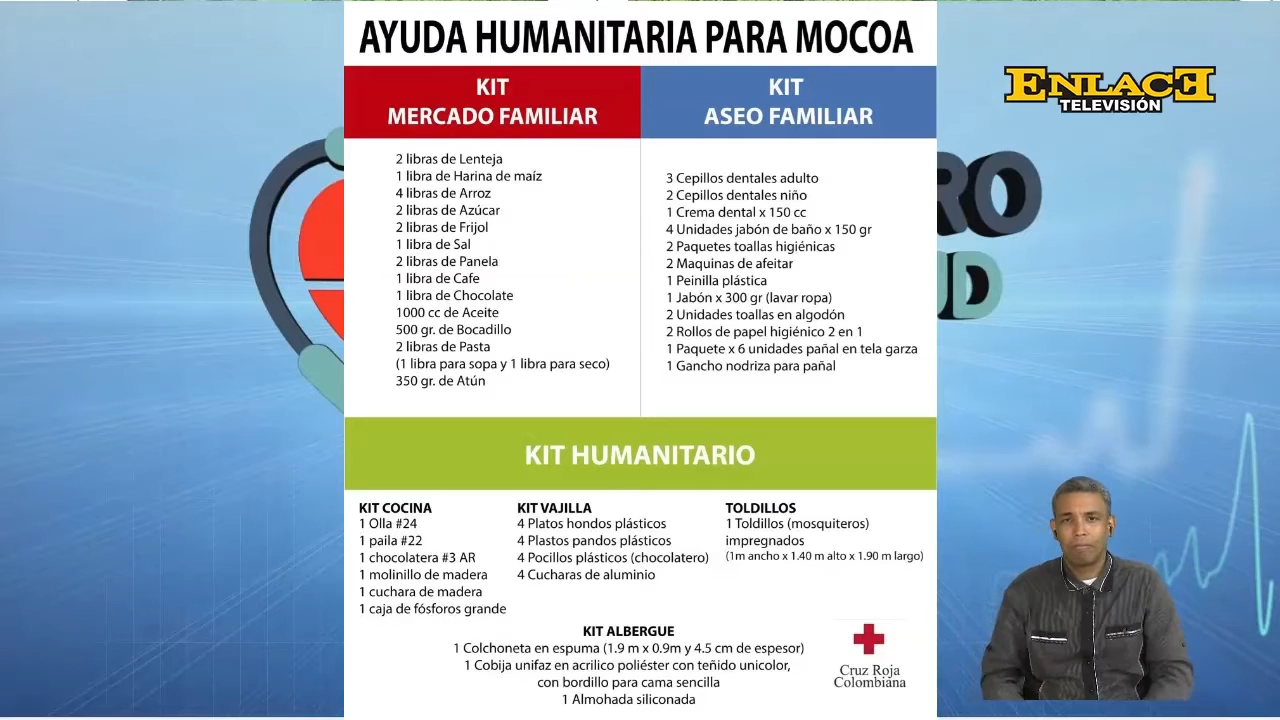 AYUDA HUMANITARIA PARA MOCOA
KIT
MERCADO FAMILIAR
2 libras de Lenteja
1 libra de Harina de maíz
4 libras de Arroz
2 libras de Azúcar
2 libras de Frijol
1 libra de Sal
2 libras de Panela
1 libra de Cafe
1 libra de Chocolate
1000 cc de Aceite
500 gr. de Bocadillo
2 libras de Pasta
(1 libra para sopa y 1 libra para seco)
350 gr. de Atún
KIT
ASEO FAMILIAR
3 Cepillos dentales adulto
2 Cepillos dentales niño
1 Crema dental x 150 cc
4 Unidades jabón de baño x 150 gr
2 Paquetes toallas higiénicas
2 Maquinas de afeitar
1 Peinilla plástica
1 Jabón x 300 gr (lavar ropa)
2 Unidades toallas en algodón
2 Rollos de papel higiénico 2 en 1
1 Paquete x 6 unidades pañal en tela garza
1 Gancho nodriza para pañal
KIT HUMANITARIO
KIT COCINA
1 Olla #24
1 paila #22
1 chocolatera #3 AR
1 molinillo de madera
1 cuchara de madera
1 caja de fósforos grande
KIT VAJILLA
4 Platos hondos plásticos
4 Plastos pandos plásticos
4 Pocillos plásticos (chocolatero)
4 Cucharas de aluminio
TOLDILLOS
1 Toldillos (mosquiteros)
impregnados
(1m ancho x 1.40 m alto x 1.90 m largo)
KIT ALBERGUE
1 Colchoneta en espuma (1.9 m x 0.9m y 4.5 cm de espesor)
1 Cobija unifaz en acrilico poliéster con teñido unicolor,
con bordillo para cama sencilla
1 Almohada siliconada
Cruz Roja
Colombiana
ENLACE
TELEVISIÓN
RO
UD